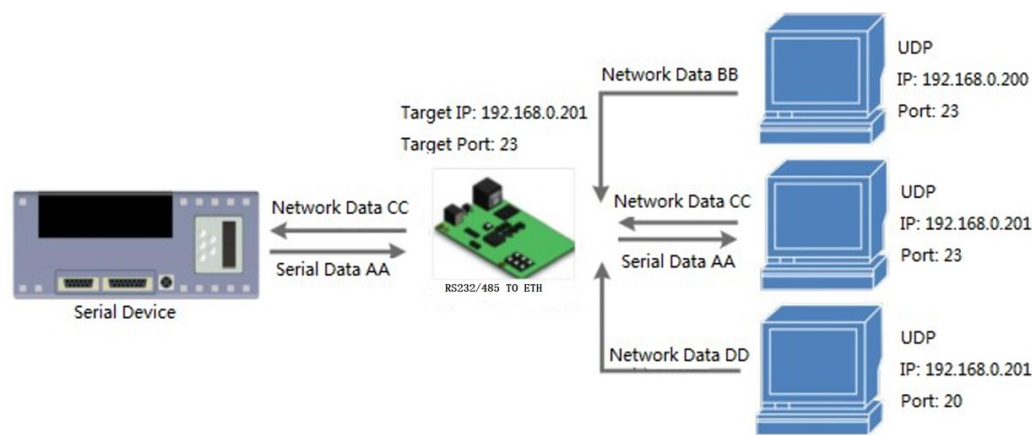 Target IP: 192.168.0.201
Target Port: 23
Network Data CC
Serial Data AA
Serial Device
RS232/485 TO ETH
Network Data BB
UDP
IP: 192.168.0.200
Port: 23
Network Data CC
Serial Data AA
UDP
IP: 192.168.0.201
Port: 23
Network Data DD
UDP
IP: 192.168.0.201
Port: 20